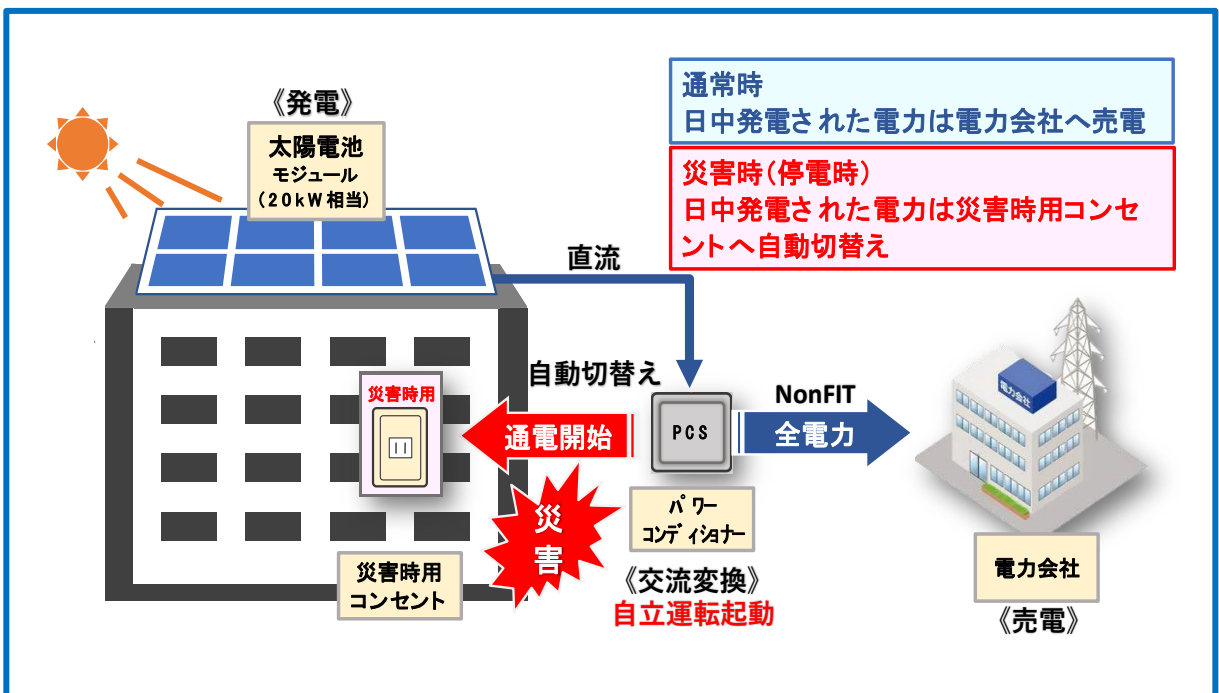 《発電》
太陽電池
モジュール
(20kW相当)
通常時
日中発電された電力は電力会社へ売電
災害時(停電時)
日中発電された電力は災害時用コンセ
ントへ自動切替え
直流
自動切替え
災害時用
通電開始
PCS
NonFIT
全電力
電力会社
災
害
パワー
コンディショナー
災害時用
コンセント
《交流変換》
自立運転起動
電力会社
《売電》